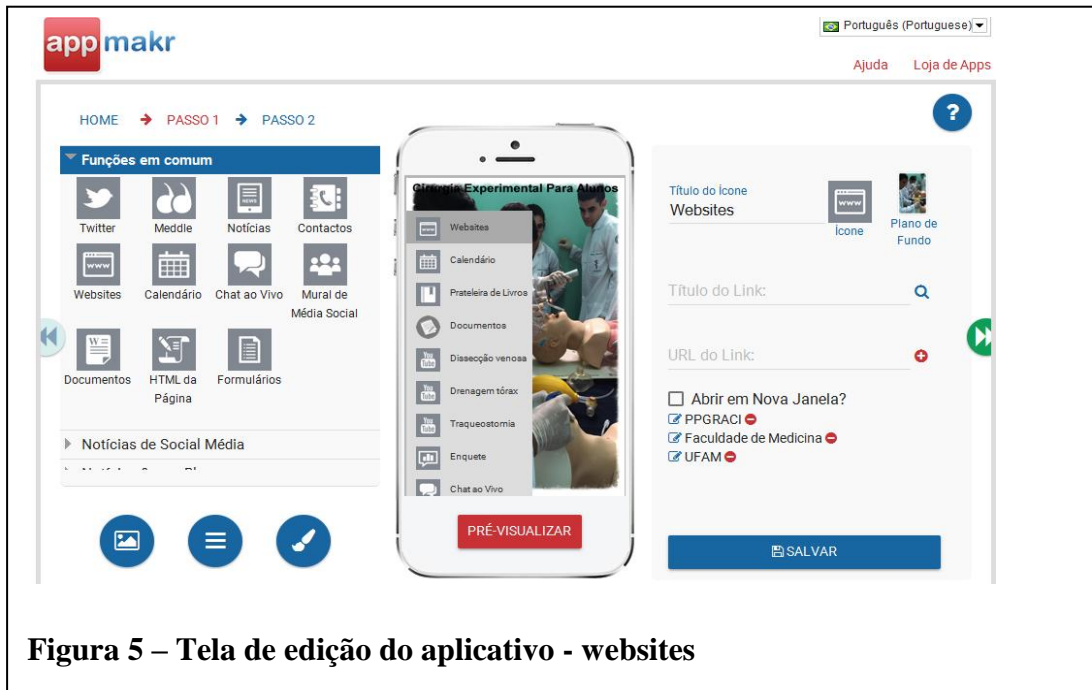 appmakr
Português (Portuguese)
Ajuda Loja de Apps
HOME PASSO 1 PASSO 2
?
Funções em comum
Twitter Meddle Notícias Contactos
Websites Calendário Chat ao Vivo Mural de
Média Social
Documentos HTML da
Página
Formulários
Notícias de Social Média
Cirurgia Experimental Para Alunos
Websites
Calendário
Prateleira de Livros
Documentos
Dissecção venosa
Drenagem tórax
Traqueostomia
Enquete
Chat ao Vivo
PRÉ-VISUALIZAR
Título do Ícone
Websites
Ícone
Plano de
Fundo
Título do Link:
URL do Link:
Abrir em Nova Janela?
PPGRACI
Faculdade de Medicina
UFAM
SALVAR
Figura 5 – Tela de edição do aplicativo - websites